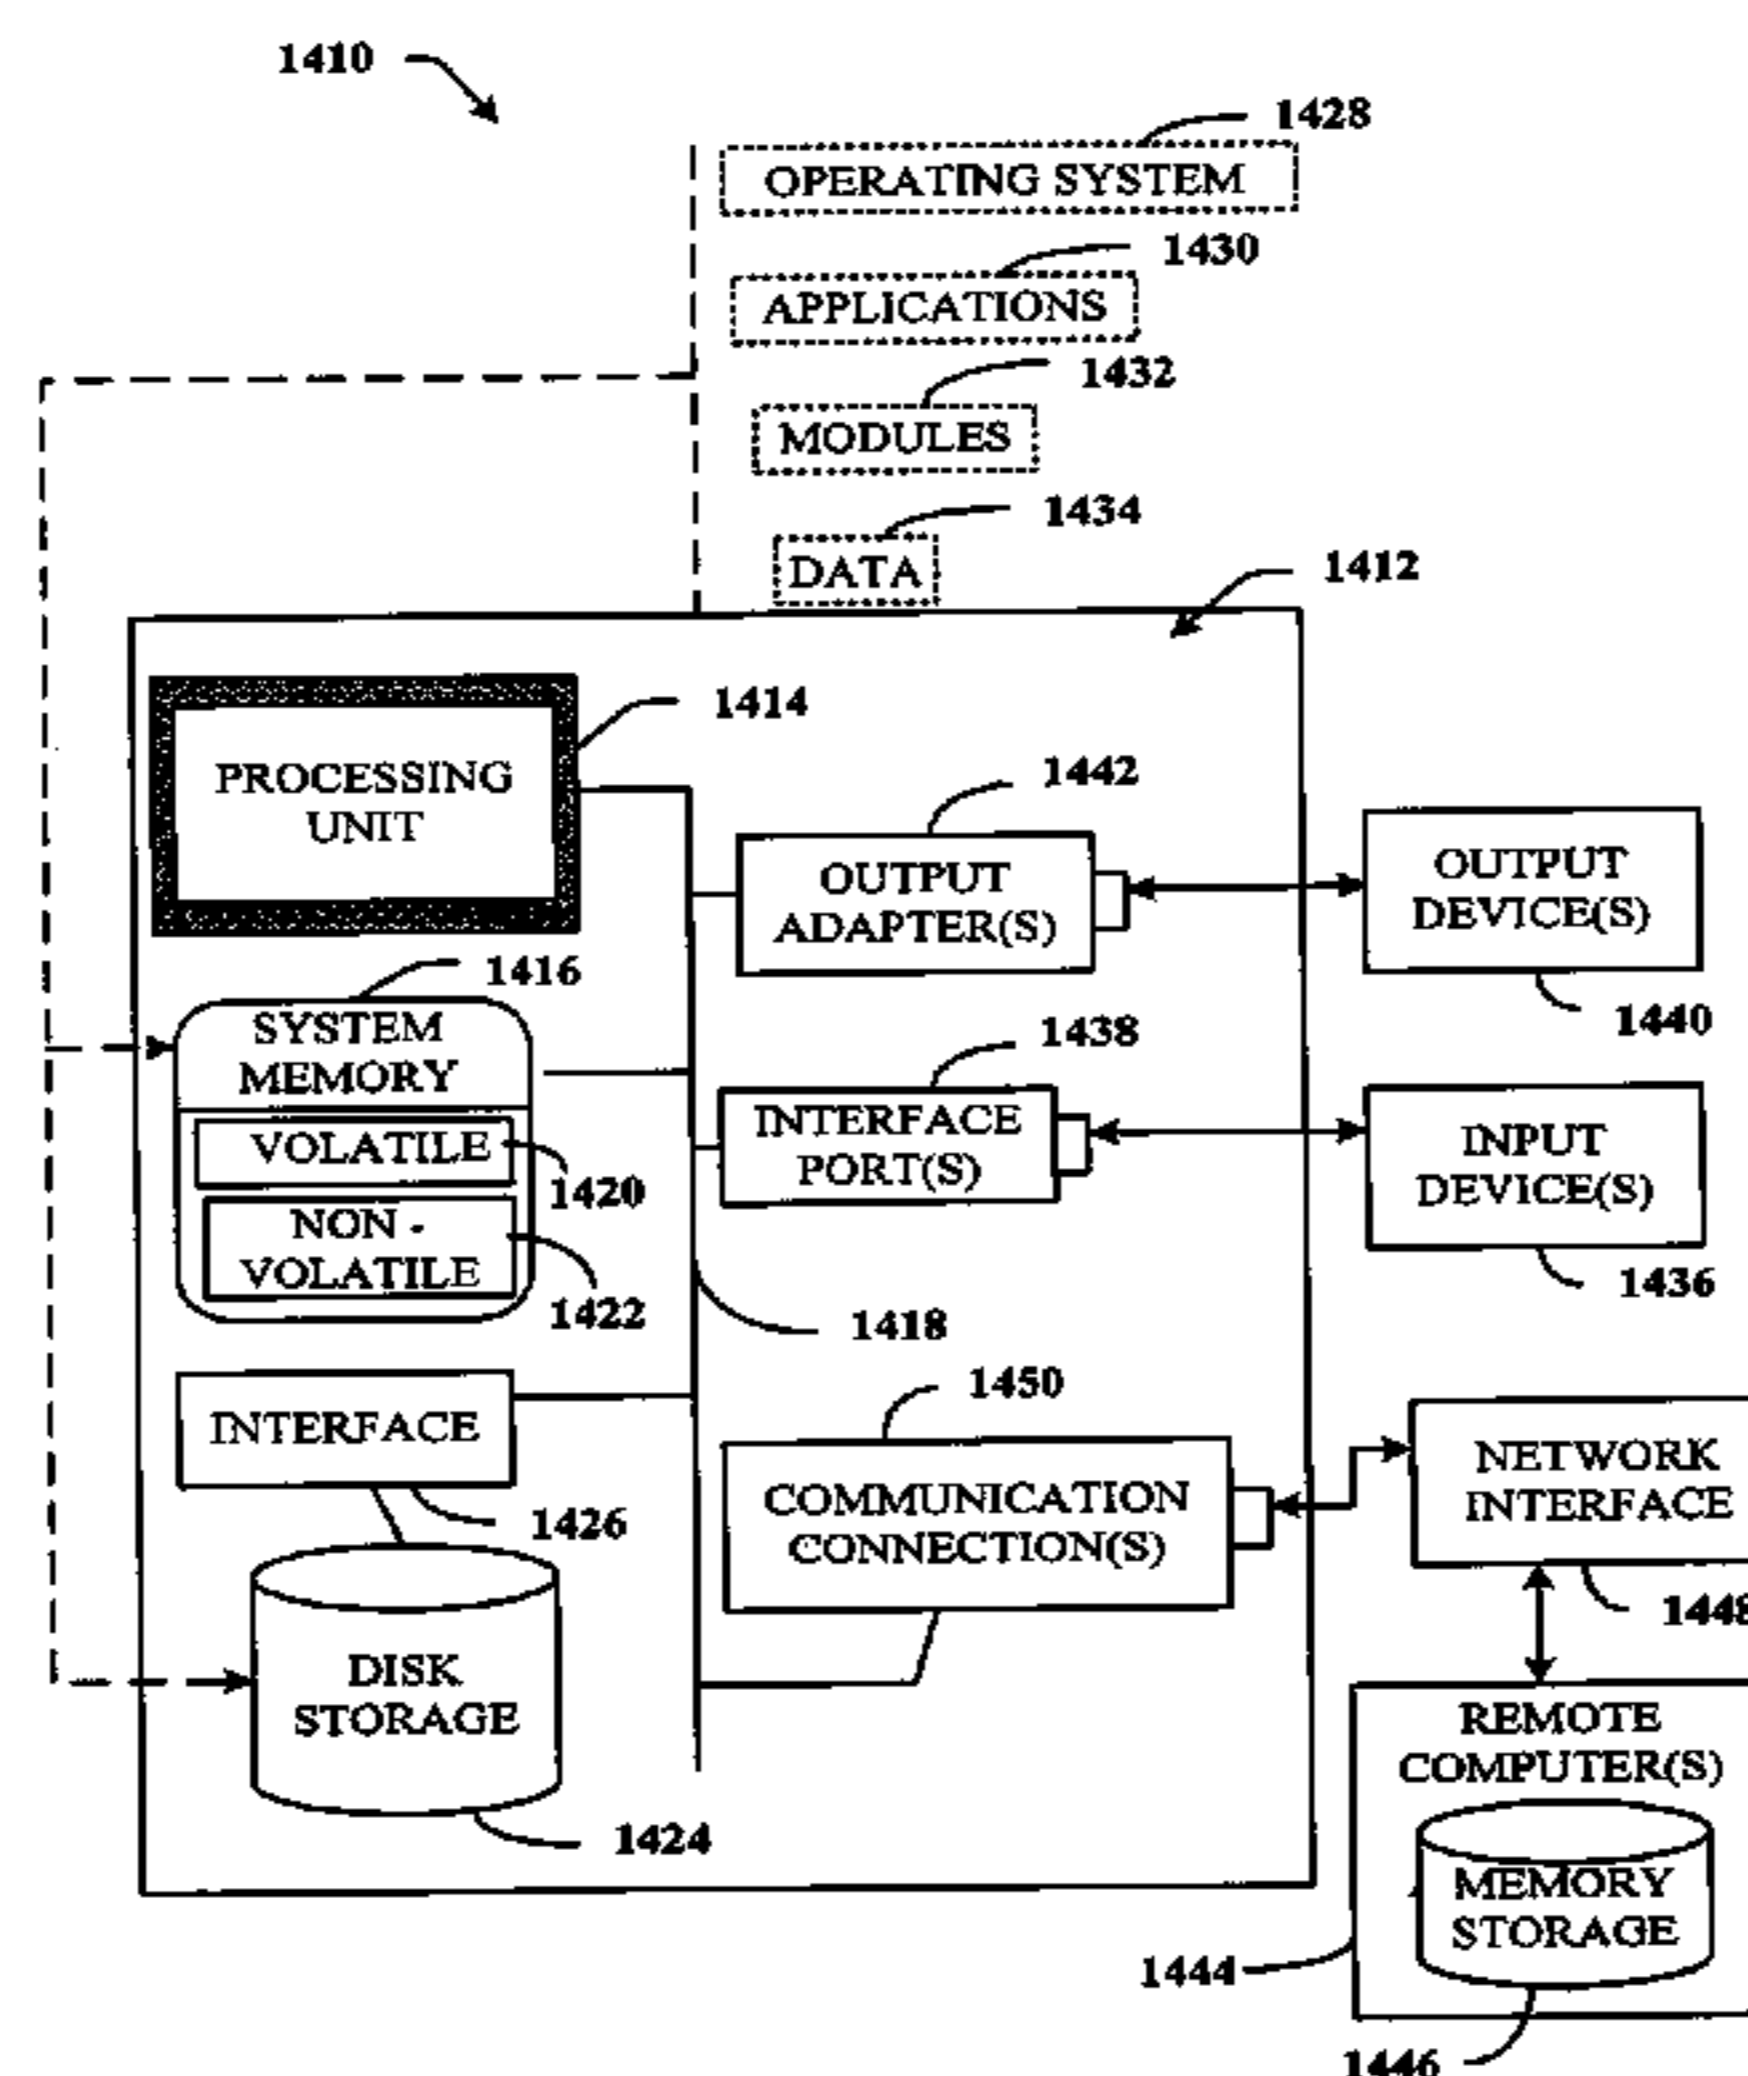 1410
1428
OPERATING SYSTEM
1430
APPLICATIONS
1432
MODULES
1434
DATA
1412
1414
PROCESSING
UNIT
1442
OUTPUT
ADAPTER(S)
OUTPUT
DEVICE(S)
1440
1416
SYSTEM
MEMORY
VOLATILE
1420
NON -
VOLATILE
1422
1438
INTERFACE
PORT(S)
INPUT
DEVICE(S)
1436
1418
INTERFACE
1426
1450
COMMUNICATION
CONNECTION(S)
NETWORK
INTERFACE
1448
DISK
STORAGE
1424
REMOTE
COMPUTER(S)
MEMORY
STORAGE
1444
1446